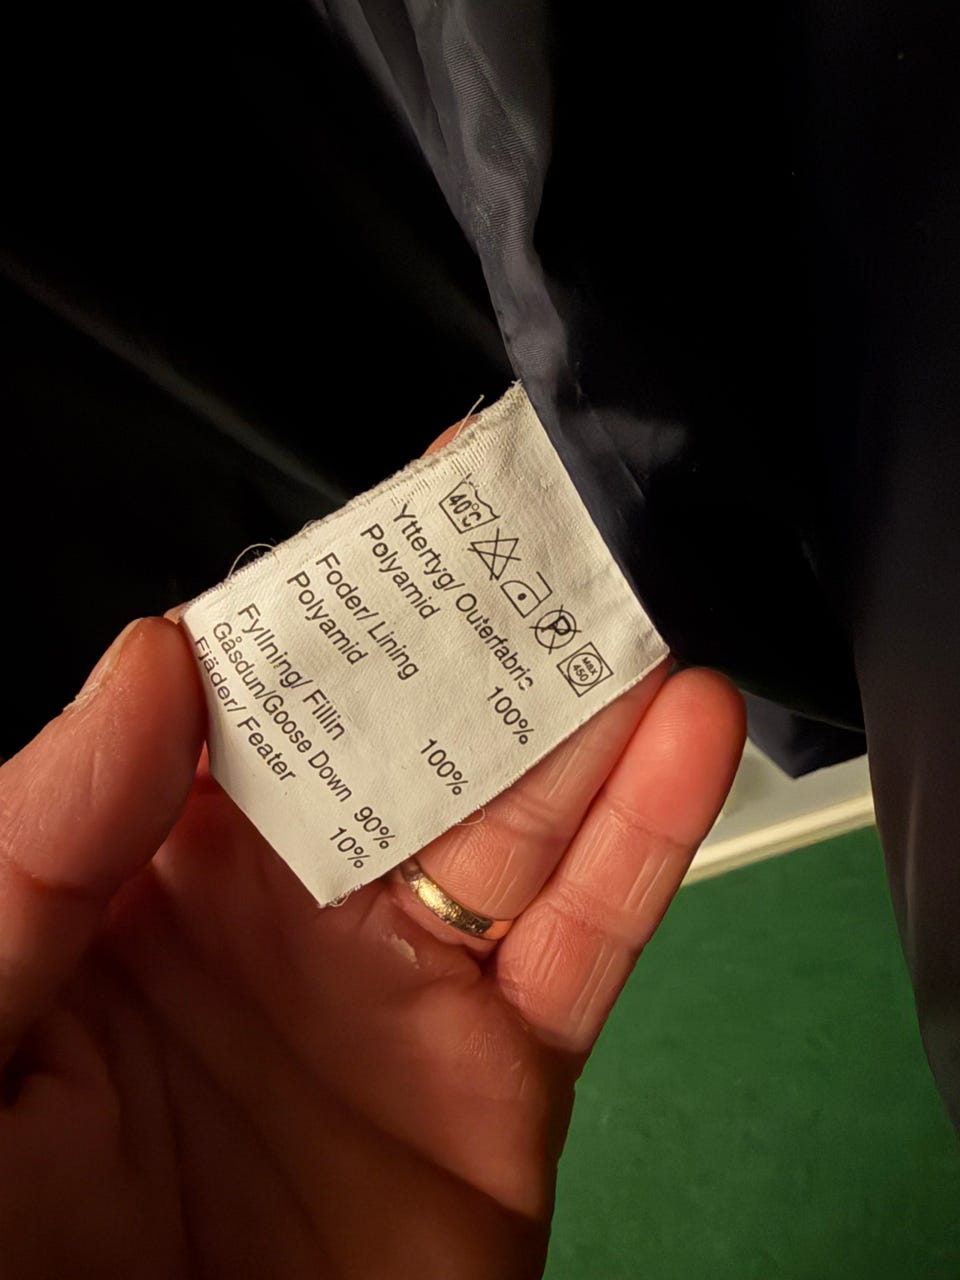 40°C P MAX 450
Yttertyg/ Outerfabric
Polyamid 100%
Foder/ Lining
Polyamid 100%
Fyllning/ Fillin
Gåsdun/Goose Down 90%
Fjäder/ Feater 10%